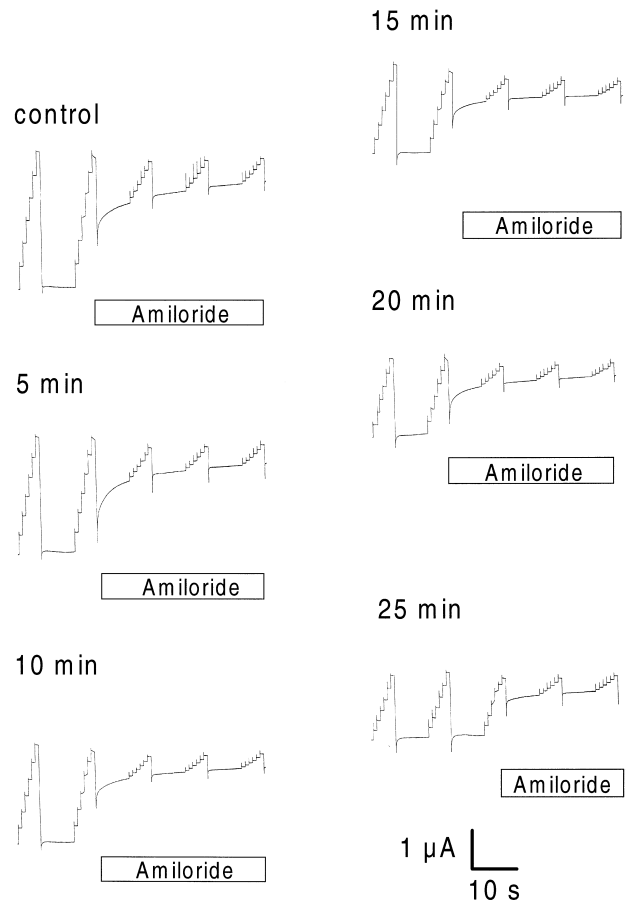 control
Amiloride
5 min
Amiloride
10 min
Amiloride
15 min
Amiloride
20 min
Amiloride
25 min
Amiloride
1 µA
10 s